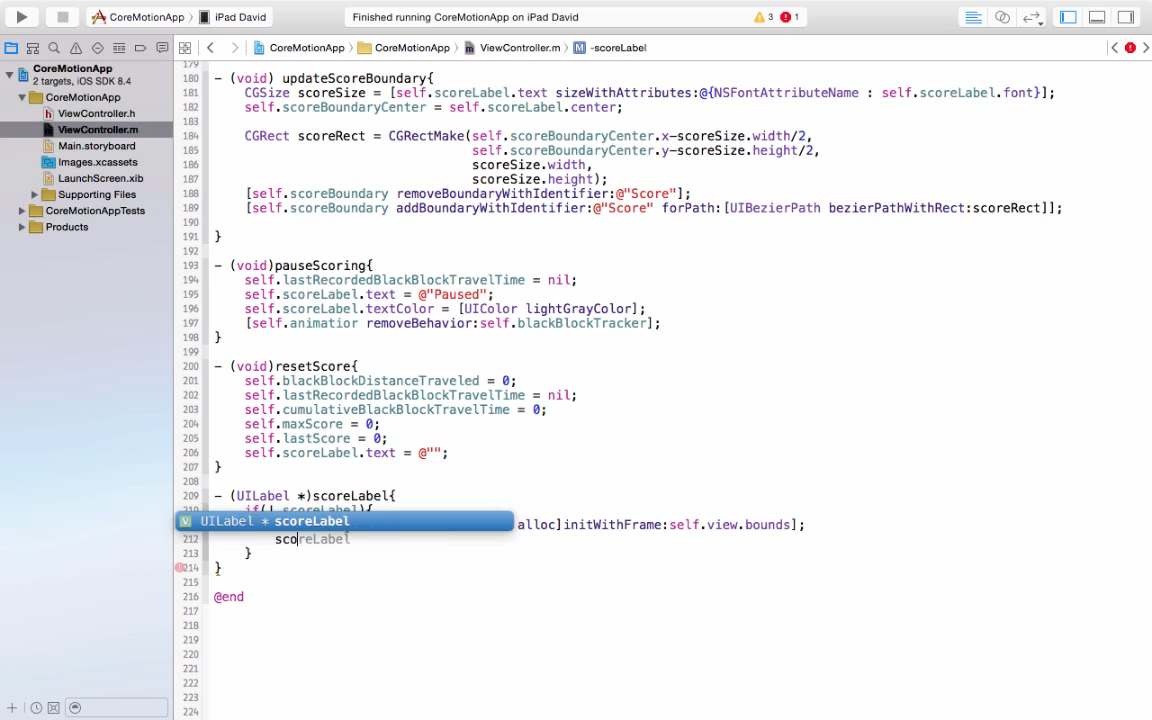 CoreMotionApp
iPad David
Finished running CoreMotionApp on iPad David
3
1
CoreMotionApp
CoreMotionApp
ViewController.m
M
-scoreLabel
CoreMotionApp
2 targets, iOS SDK 8.4
CoreMotionApp
h ViewController.h
m ViewController.m
Main.storyboard
Images.xcassets
LaunchScreen.xib
Supporting Files
CoreMotionAppTests
Products
179
180 - (void) updateScoreBoundary{
181 CGSize scoreSize = [self.scoreLabel.text sizeWithAttributes:@{NSFontAttributeName : self.scoreLabel.font}];
182 self.scoreBoundaryCenter = self.scoreLabel.center;
183
184 CGRect scoreRect = CGRectMake(self.scoreBoundaryCenter.x-scoreSize.width/2,
185 self.scoreBoundaryCenter.y-scoreSize.height/2,
186 scoreSize.width,
187 scoreSize.height);
188 [self.scoreBoundary removeBoundaryWithIdentifier:@"Score"];
189 [self.scoreBoundary addBoundaryWithIdentifier:@"Score" forPath:[UIBezierPath bezierPathWithRect:scoreRect]];
190
191 }
192
193 - (void)pauseScoring{
194 self.lastRecordedBlackBlockTravelTime = nil;
195 self.scoreLabel.text = @"Paused";
196 self.scoreLabel.textColor = [UIColor lightGrayColor];
197 [self.animatior removeBehavior:self.blackBlockTracker];
198 }
199
200 - (void)resetScore{
201 self.blackBlockDistanceTraveled = 0;
202 self.lastRecordedBlackBlockTravelTime = nil;
203 self.cumulativeBlackBlockTravelTime = 0;
204 self.maxScore = 0;
205 self.lastScore = 0;
206 self.scoreLabel.text = @"";
207 }
208
209 - (UILabel *)scoreLabel{
210 if(!_scoreLabel){
V UILabel * scoreLabel
alloc]initWithFrame:self.view.bounds];
212 scoreLabel
213 }
214 }
215
216 @end
217
218
219
220
221
222
223
224